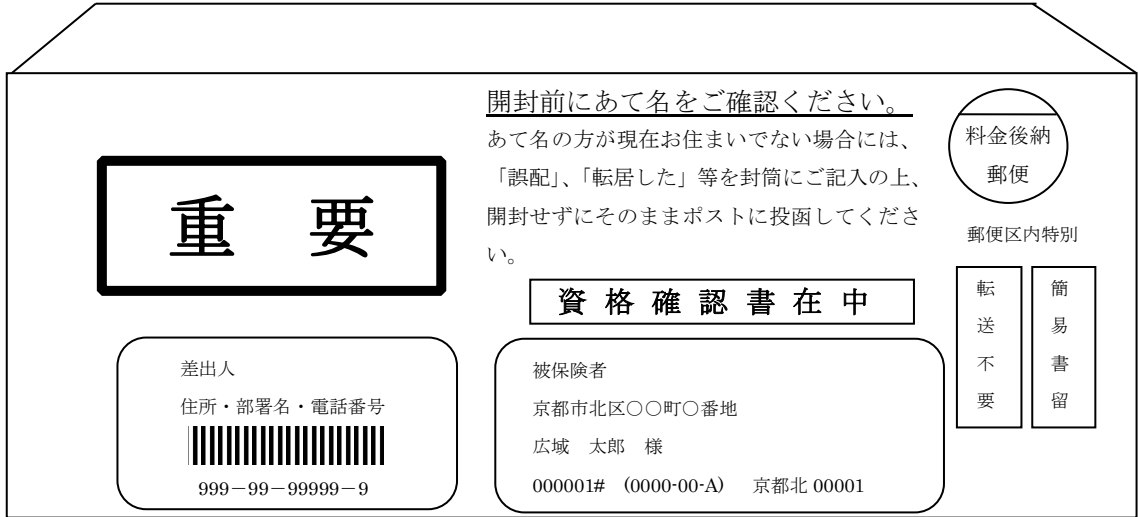 開封前にあて名をご確認ください。
あて名の方が現在お住まいでない場合には、
「誤配」、「転居した」等を封筒にご記入の上、
開封せずにそのままポストに投函してくださ
い。
料金後納
郵便
郵便区内特別
重 要
資格確認書在中
転送不要
簡易書留
差出人
住所・部署名・電話番号
999－99－99999－9
被保険者
京都市北区○○町○番地
広域　太郎　様
000001#　(0000-00-A)　京都北 00001